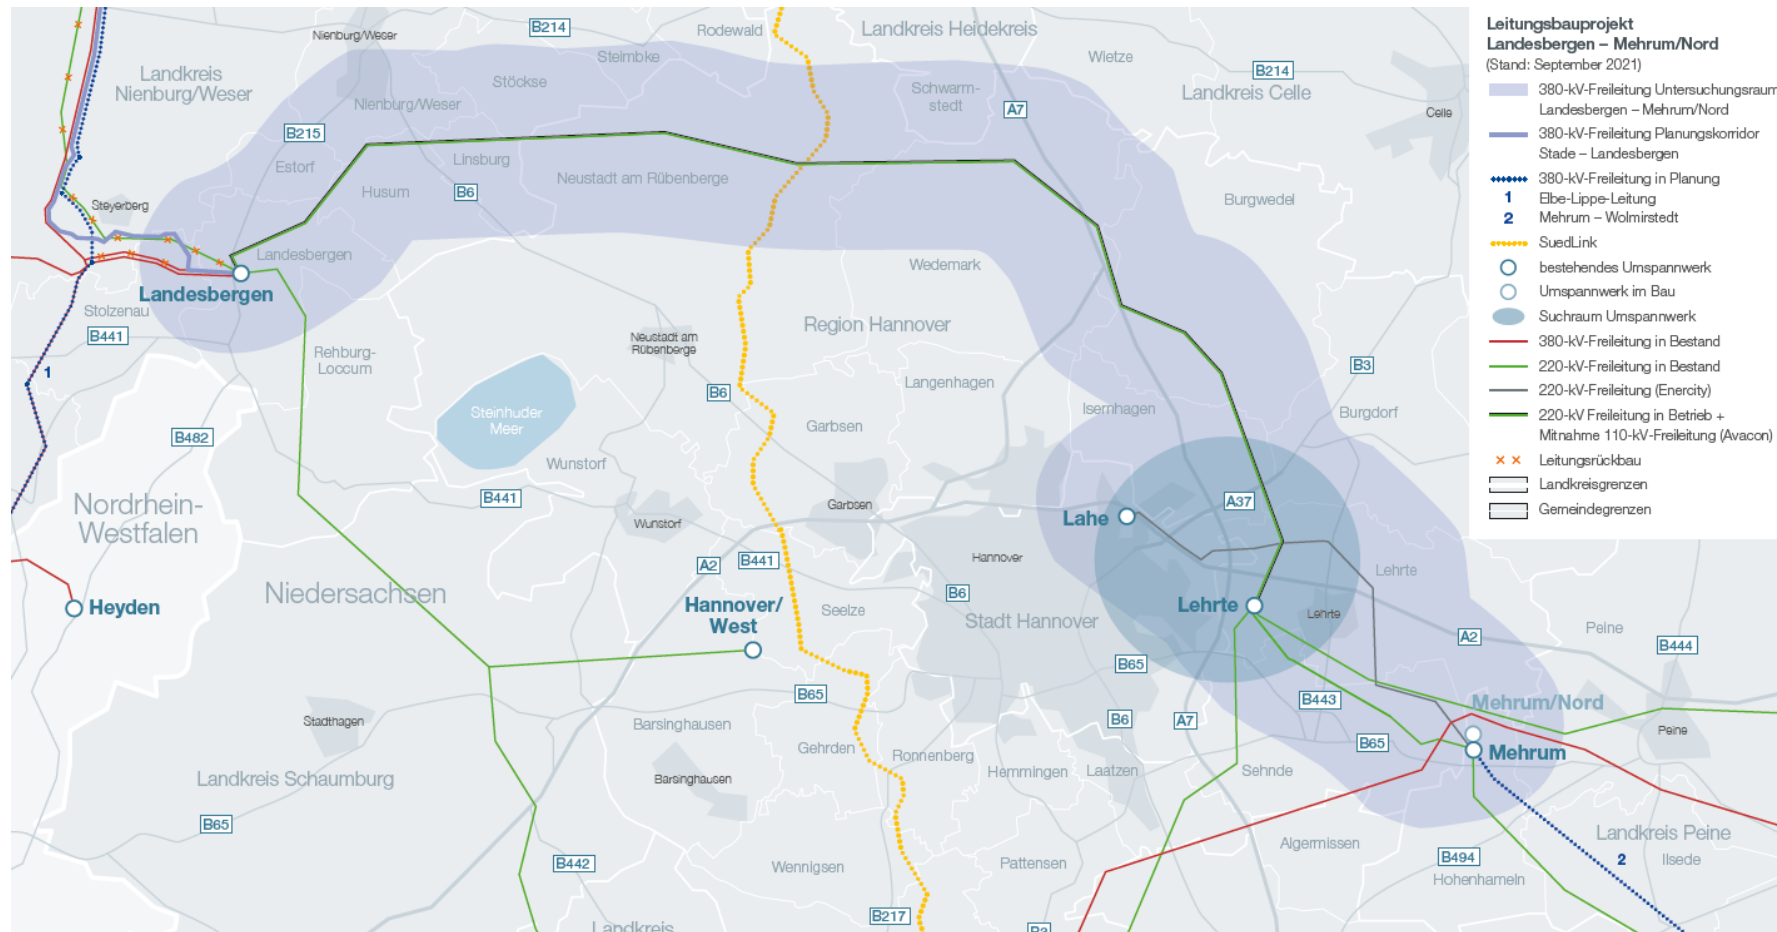 Leitungsbauprojekt
Landesbergen – Mehrum/Nord
(Stand: September 2021)
380-kV-Freileitung Untersuchungsraum
Landesbergen – Mehrum/Nord
380-kV-Freileitung Planungskorridor
Stade – Landesbergen
380-kV-Freileitung in Planung
1 Elbe-Lippe-Leitung
2 Mehrum – Wolmirstedt
SuedLink
bestehendes Umspannwerk
Umspannwerk im Bau
Suchraum Umspannwerk
380-kV-Freileitung in Bestand
220-kV-Freileitung in Bestand
220-kV-Freileitung (Enercity)
220-kV Freileitung in Betrieb +
Mitnahme 110-kV-Freileitung (Avacon)
Leitungsrückbau
Landkreisgrenzen
Gemeindegrenzen
Nienburg/Weser
B214
Rodewald
Landkreis Heidekreis
Steimbke
Wietze
Landkreis
Nienburg/Weser
Stöckse
Schwarm-
stedt
B214
Landkreis Celle
Nienburg/Weser
A7
Celle
B215
Estorf
Linsburg
Husum
B6
Neustadt am Rübenberge
Burgwedel
Steyerberg
Landesbergen
Wedemark
Landesbergen
Stolzenau
B441
Region Hannover
Neustadt am
Rübenberge
Rehburg-
Loccum
1
B3
B6
Langenhagen
Isernhagen
Burgdorf
Steinhuder
Meer
Garbsen
B482
Wunstorf
B441
Nordrhein-
Westfalen
Garbsen
A37
Lahe
Wunstorf
A2
B441
Hannover
Lehrte
Niedersachsen
B6
Heyden
Hannover/
West
Seelze
Stadt Hannover
Lehrte
Lehrte
A2
Peine
B444
B65
B65
B443
Mehrum/Nord
Stadthagen
Barsinghausen
B6
A7
Peine
Gehrden
Ronnenberg
B65
Mehrum
Landkreis Schaumburg
Barsinghausen
Hemmingen
Laatzen
Sehnde
B65
Landkreis Peine
Algermissen
B442
Wennigsen
Pattensen
B494
2
Ilsede
Hohenhameln
B217
Landkreis
B3